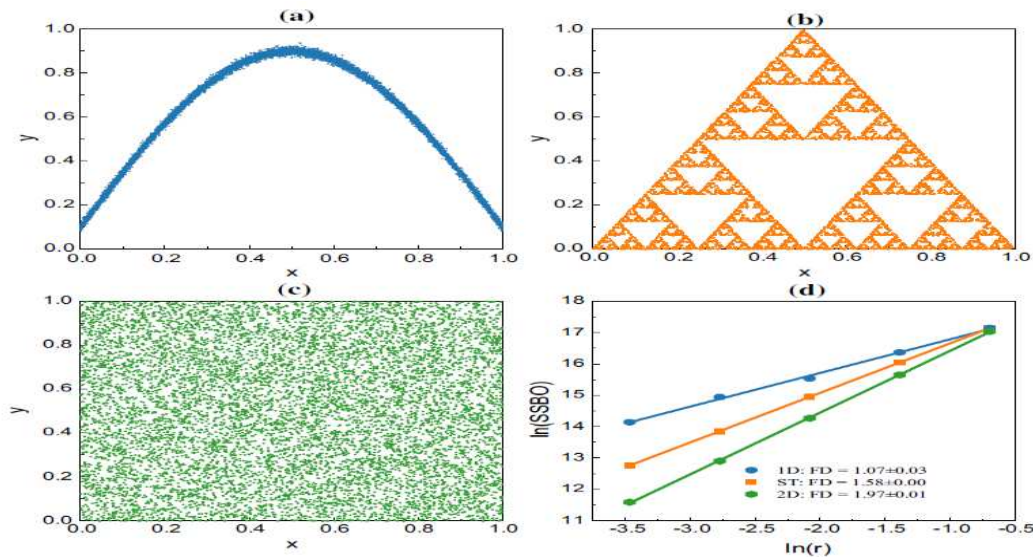 (a)
1.0
0.8
0.6
0.4
0.2
0.0
y
0.0 0.2 0.4 0.6 0.8 1.0
x
(b)
1.0
0.8
0.6
0.4
0.2
0.0
y
0.0 0.2 0.4 0.6 0.8 1.0
x
(c)
1.0
0.8
0.6
0.4
0.2
0.0
y
0.0 0.2 0.4 0.6 0.8 1.0
x
(d)
18
17
16
15
14
13
12
11
ln(SSBO)
1D: FD = 1.07±0.03
ST: FD = 1.58±0.00
2D: FD = 1.97±0.01
-3.5 -3.0 -2.5 -2.0 -1.5 -1.0 -0.5
ln(r)